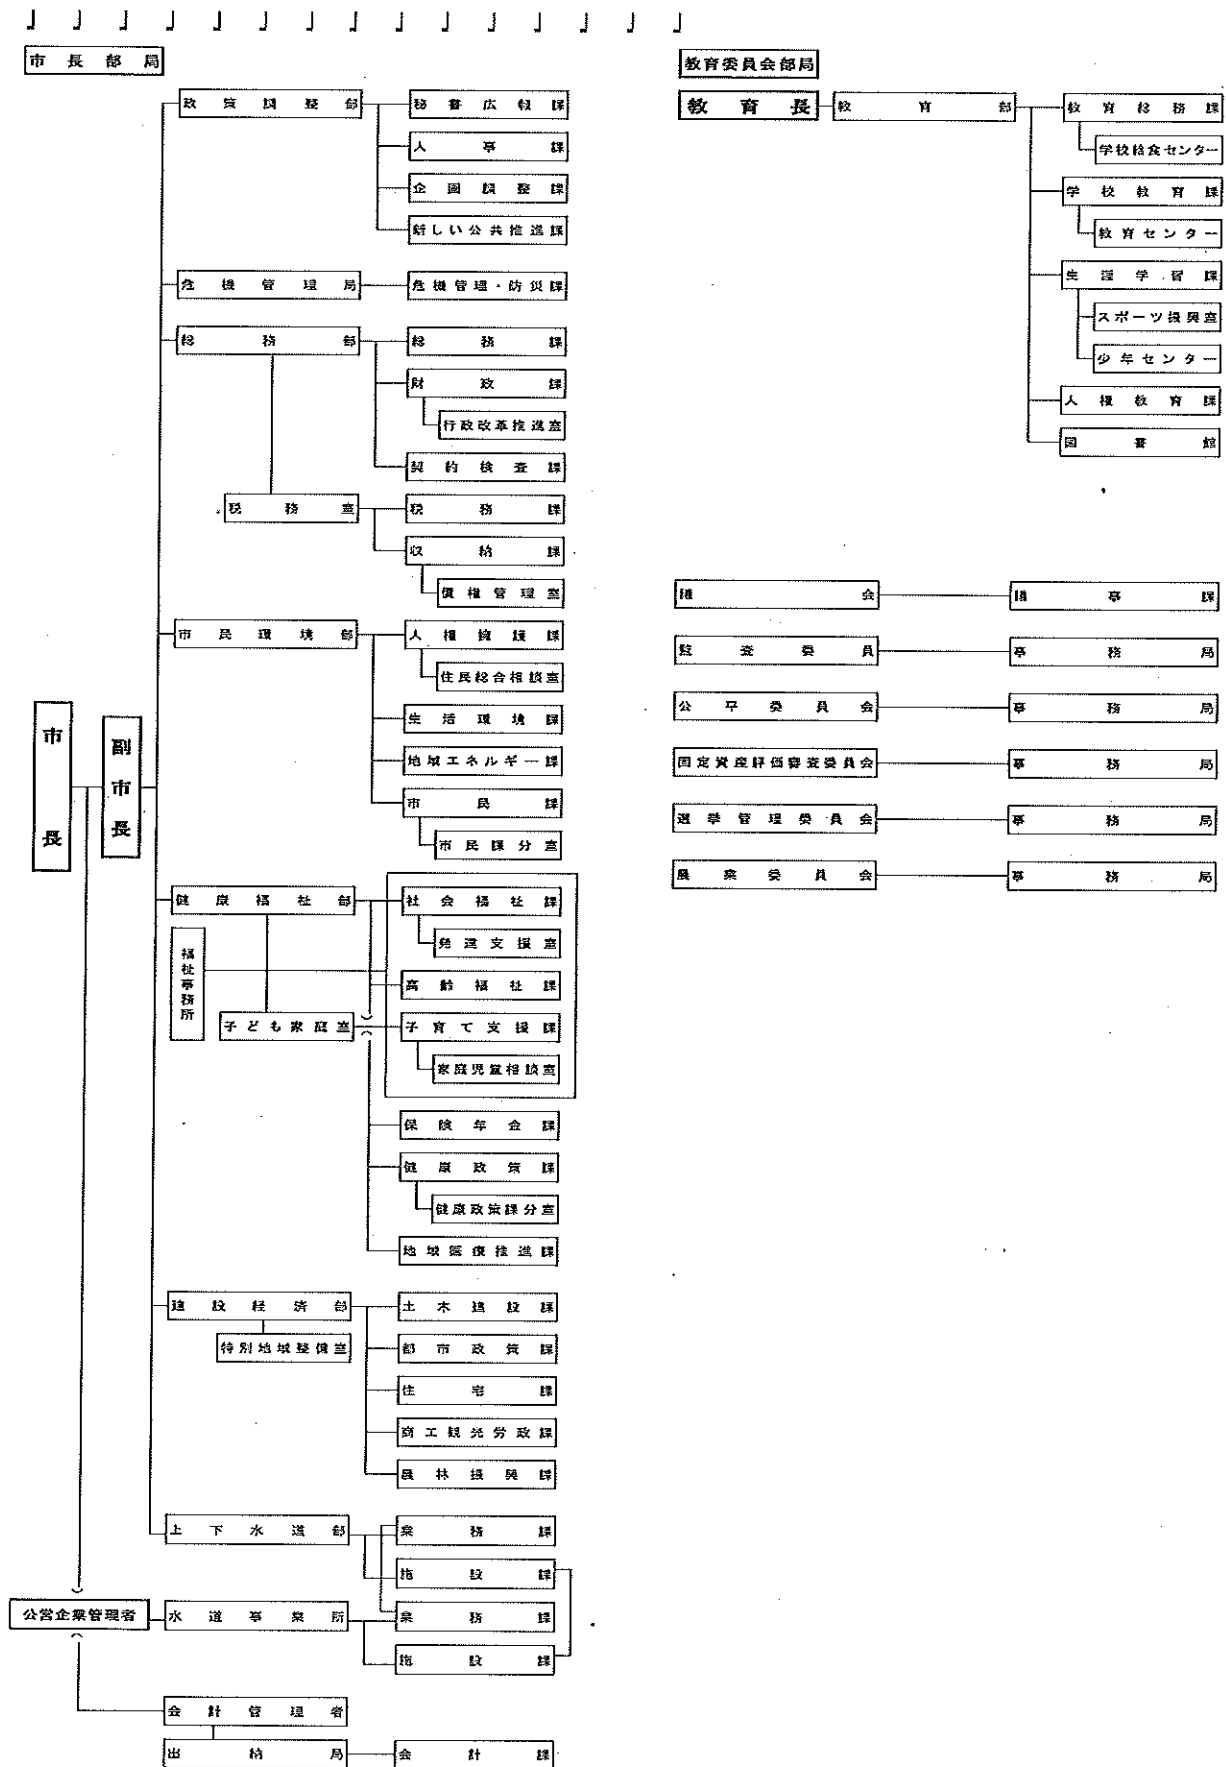 市長部局
政策調整部
秘書広報課
人事課
企画調整課
新しい公共推進課
危機管理局
危機管理・防災課
総務部
総務課
財政課
行政改革推進室
契約検査課
税務室
税務課
収納課
債権管理室
市民環境部
人権擁護課
住民総合相談室
生活環境課
地域エネルギー課
市民課
市民課分室
市長
副市長
健康福祉部
社会福祉課
発達支援室
福祉事務所
高齢福祉課
子ども家庭室
子育て支援課
家庭児童相談室
保険年金課
健康政策課
健康政策課分室
地域医療推進課
建設経済部
土木建設課
特別地域整備室
都市政策課
住宅課
商工観光労政課
農林振興課
上下水道部
業務課
施設課
公営企業管理者
水道事業所
業務課
施設課
会計管理者
出納局
会計課
教育委員会部局
教育長
教育部
教育総務課
学校給食センター
学校教育課
教育センター
生涯学習課
スポーツ振興室
少年センター
人権教育課
図書館
議会
議事課
監査委員
事務局
公平委員会
事務局
固定資産評価審査委員会
事務局
選挙管理委員会
事務局
農業委員会
事務局